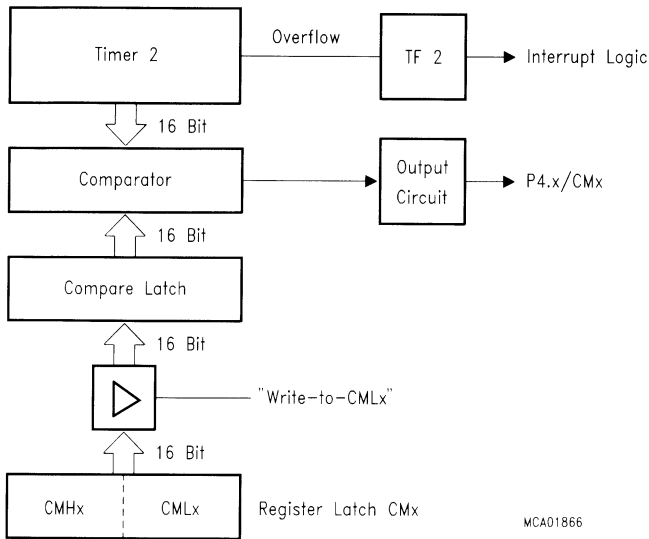 Timer 2
Overflow
TF 2
Interrupt Logic
16 Bit
Comparator
Output
Circuit
P4.x/CMx
16 Bit
Compare Latch
16 Bit
"Write-to-CMLx"
16 Bit
CMHx
CMLx
Register Latch CMx
MCA01866